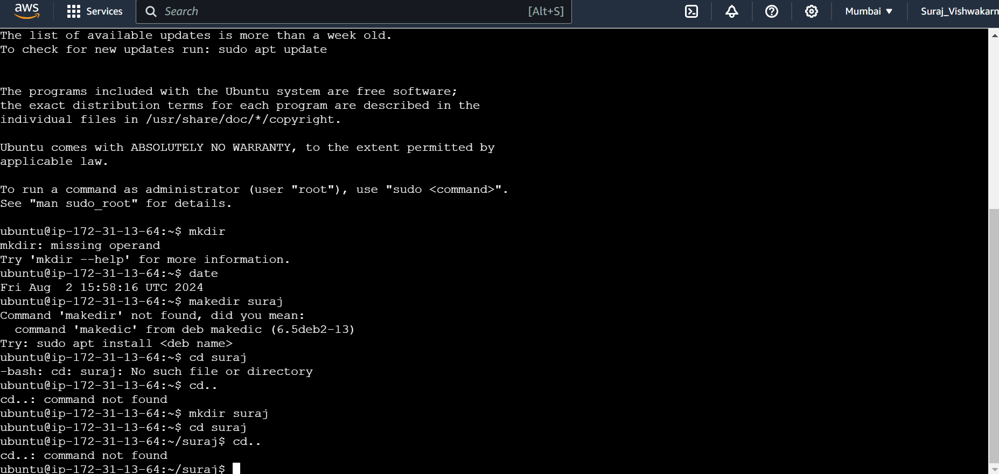 aws
Services
Search [Alt+S]
Mumbai
Suraj_Vishwakarm
The list of available updates is more than a week old.
To check for new updates run: sudo apt update
The programs included with the Ubuntu system are free software;
the exact distribution terms for each program are described in the
individual files in /usr/share/doc/*/copyright.
Ubuntu comes with ABSOLUTELY NO WARRANTY, to the extent permitted by
applicable law.
To run a command as administrator (user "root"), use "sudo <command>".
See "man sudo_root" for details.
ubuntu@ip-172-31-13-64:~$ mkdir
mkdir: missing operand
Try 'mkdir --help' for more information.
ubuntu@ip-172-31-13-64:~$ date
Fri Aug  2 15:58:16 UTC 2024
ubuntu@ip-172-31-13-64:~$ makedir suraj
Command 'makedir' not found, did you mean:
  command 'makedic' from deb makedic (6.5deb2-13)
Try: sudo apt install <deb name>
ubuntu@ip-172-31-13-64:~$ cd suraj
-bash: cd: suraj: No such file or directory
ubuntu@ip-172-31-13-64:~$ cd..
cd..: command not found
ubuntu@ip-172-31-13-64:~$ mkdir suraj
ubuntu@ip-172-31-13-64:~$ cd suraj
ubuntu@ip-172-31-13-64:~/suraj$ cd..
cd..: command not found
ubuntu@ip-172-31-13-64:~/suraj$